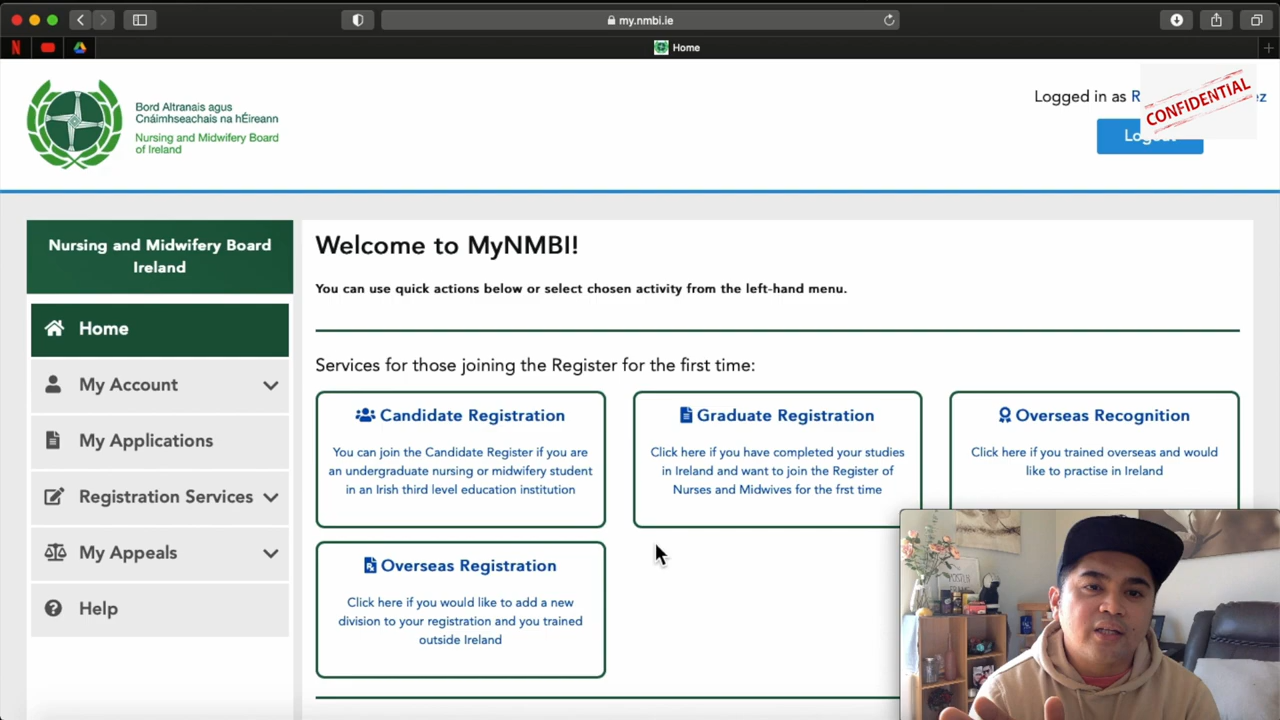 my.nmbi.ie
Home
Bord Altranais agus
Cnáimhseachais na hÉireann
Nursing and Midwifery Board
of Ireland
Logged in as
CONFIDENTIAL
Logout
Nursing and Midwifery Board
Ireland
Home
My Account
My Applications
Registration Services
My Appeals
Help
Welcome to MyNMBI!
You can use quick actions below or select chosen activity from the left-hand menu.
Services for those joining the Register for the first time:
Candidate Registration
You can join the Candidate Register if you are
an undergraduate nursing or midwifery student
in an Irish third level education institution
Graduate Registration
Click here if you have completed your studies
in Ireland and want to join the Register of
Nurses and Midwives for the frst time
Overseas Recognition
Click here if you trained overseas and would
like to practise in Ireland
Overseas Registration
Click here if you would like to add a new
division to your registration and you trained
outside Ireland